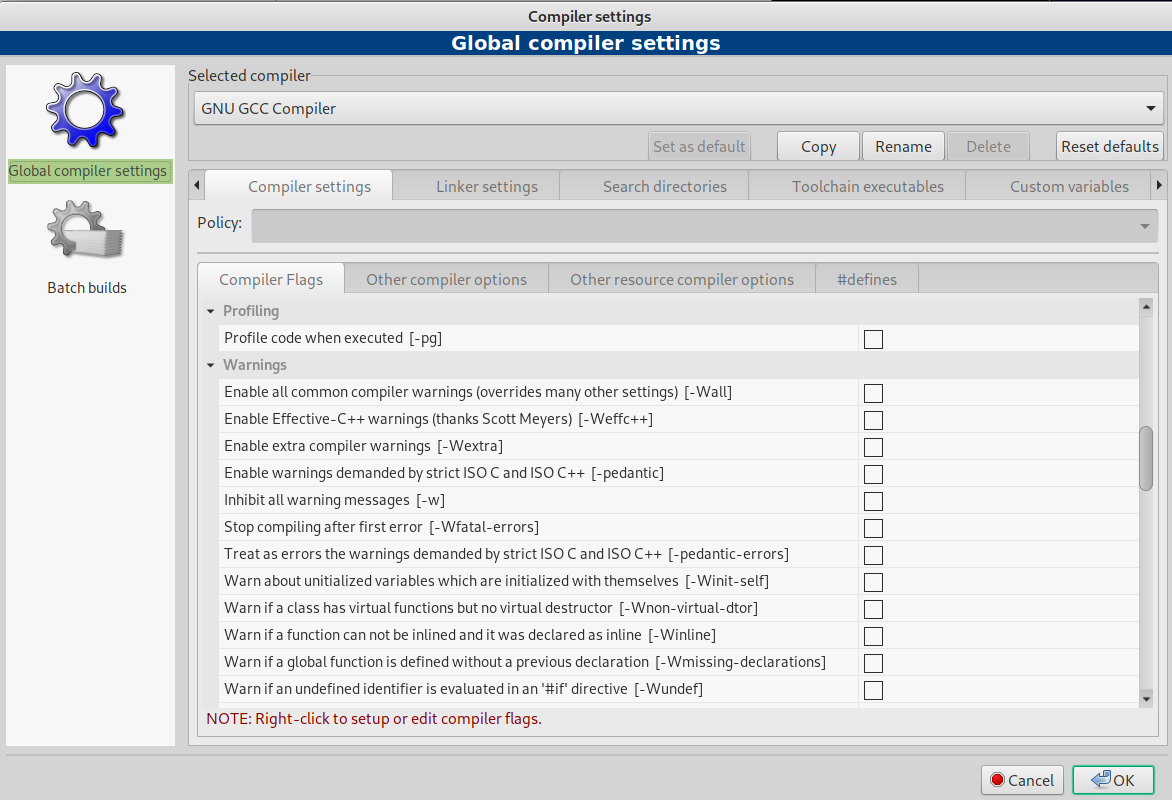 Compiler settings
Global compiler settings
Global compiler settings
Batch builds
Selected compiler
GNU GCC Compiler
Set as default Copy Rename Delete Reset defaults
Compiler settings Linker settings Search directories Toolchain executables Custom variables
Policy:
Compiler Flags Other compiler options Other resource compiler options #defines
Profiling
Profile code when executed [-pg]
Warnings
Enable all common compiler warnings (overrides many other settings) [-Wall]
Enable Effective-C++ warnings (thanks Scott Meyers) [-Weffc++]
Enable extra compiler warnings [-Wextra]
Enable warnings demanded by strict ISO C and ISO C++ [-pedantic]
Inhibit all warning messages [-w]
Stop compiling after first error [-Wfatal-errors]
Treat as errors the warnings demanded by strict ISO C and ISO C++ [-pedantic-errors]
Warn about unitialized variables which are initialized with themselves [-Winit-self]
Warn if a class has virtual functions but no virtual destructor [-Wnon-virtual-dtor]
Warn if a function can not be inlined and it was declared as inline [-Winline]
Warn if a global function is defined without a previous declaration [-Wmissing-declarations]
Warn if an undefined identifier is evaluated in an '#if' directive [-Wundef]
NOTE: Right-click to setup or edit compiler flags.
Cancel OK